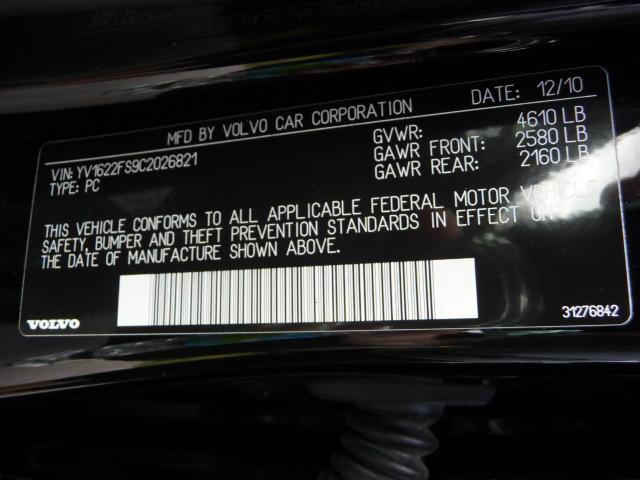 MFD BY VOLVO CAR CORPORATION
DATE: 12/10
VIN: YV1622FS9C2026821
TYPE: PC
GVWR: 4610 LB
GAWR FRONT: 2580 LB
GAWR REAR: 2160 LB
THIS VEHICLE CONFORMS TO ALL APPLICABLE FEDERAL MOTOR VEHICLE
SAFETY, BUMPER AND THEFT PREVENTION STANDARDS IN EFFECT ON
THE DATE OF MANUFACTURE SHOWN ABOVE.
VOLVO
31276842